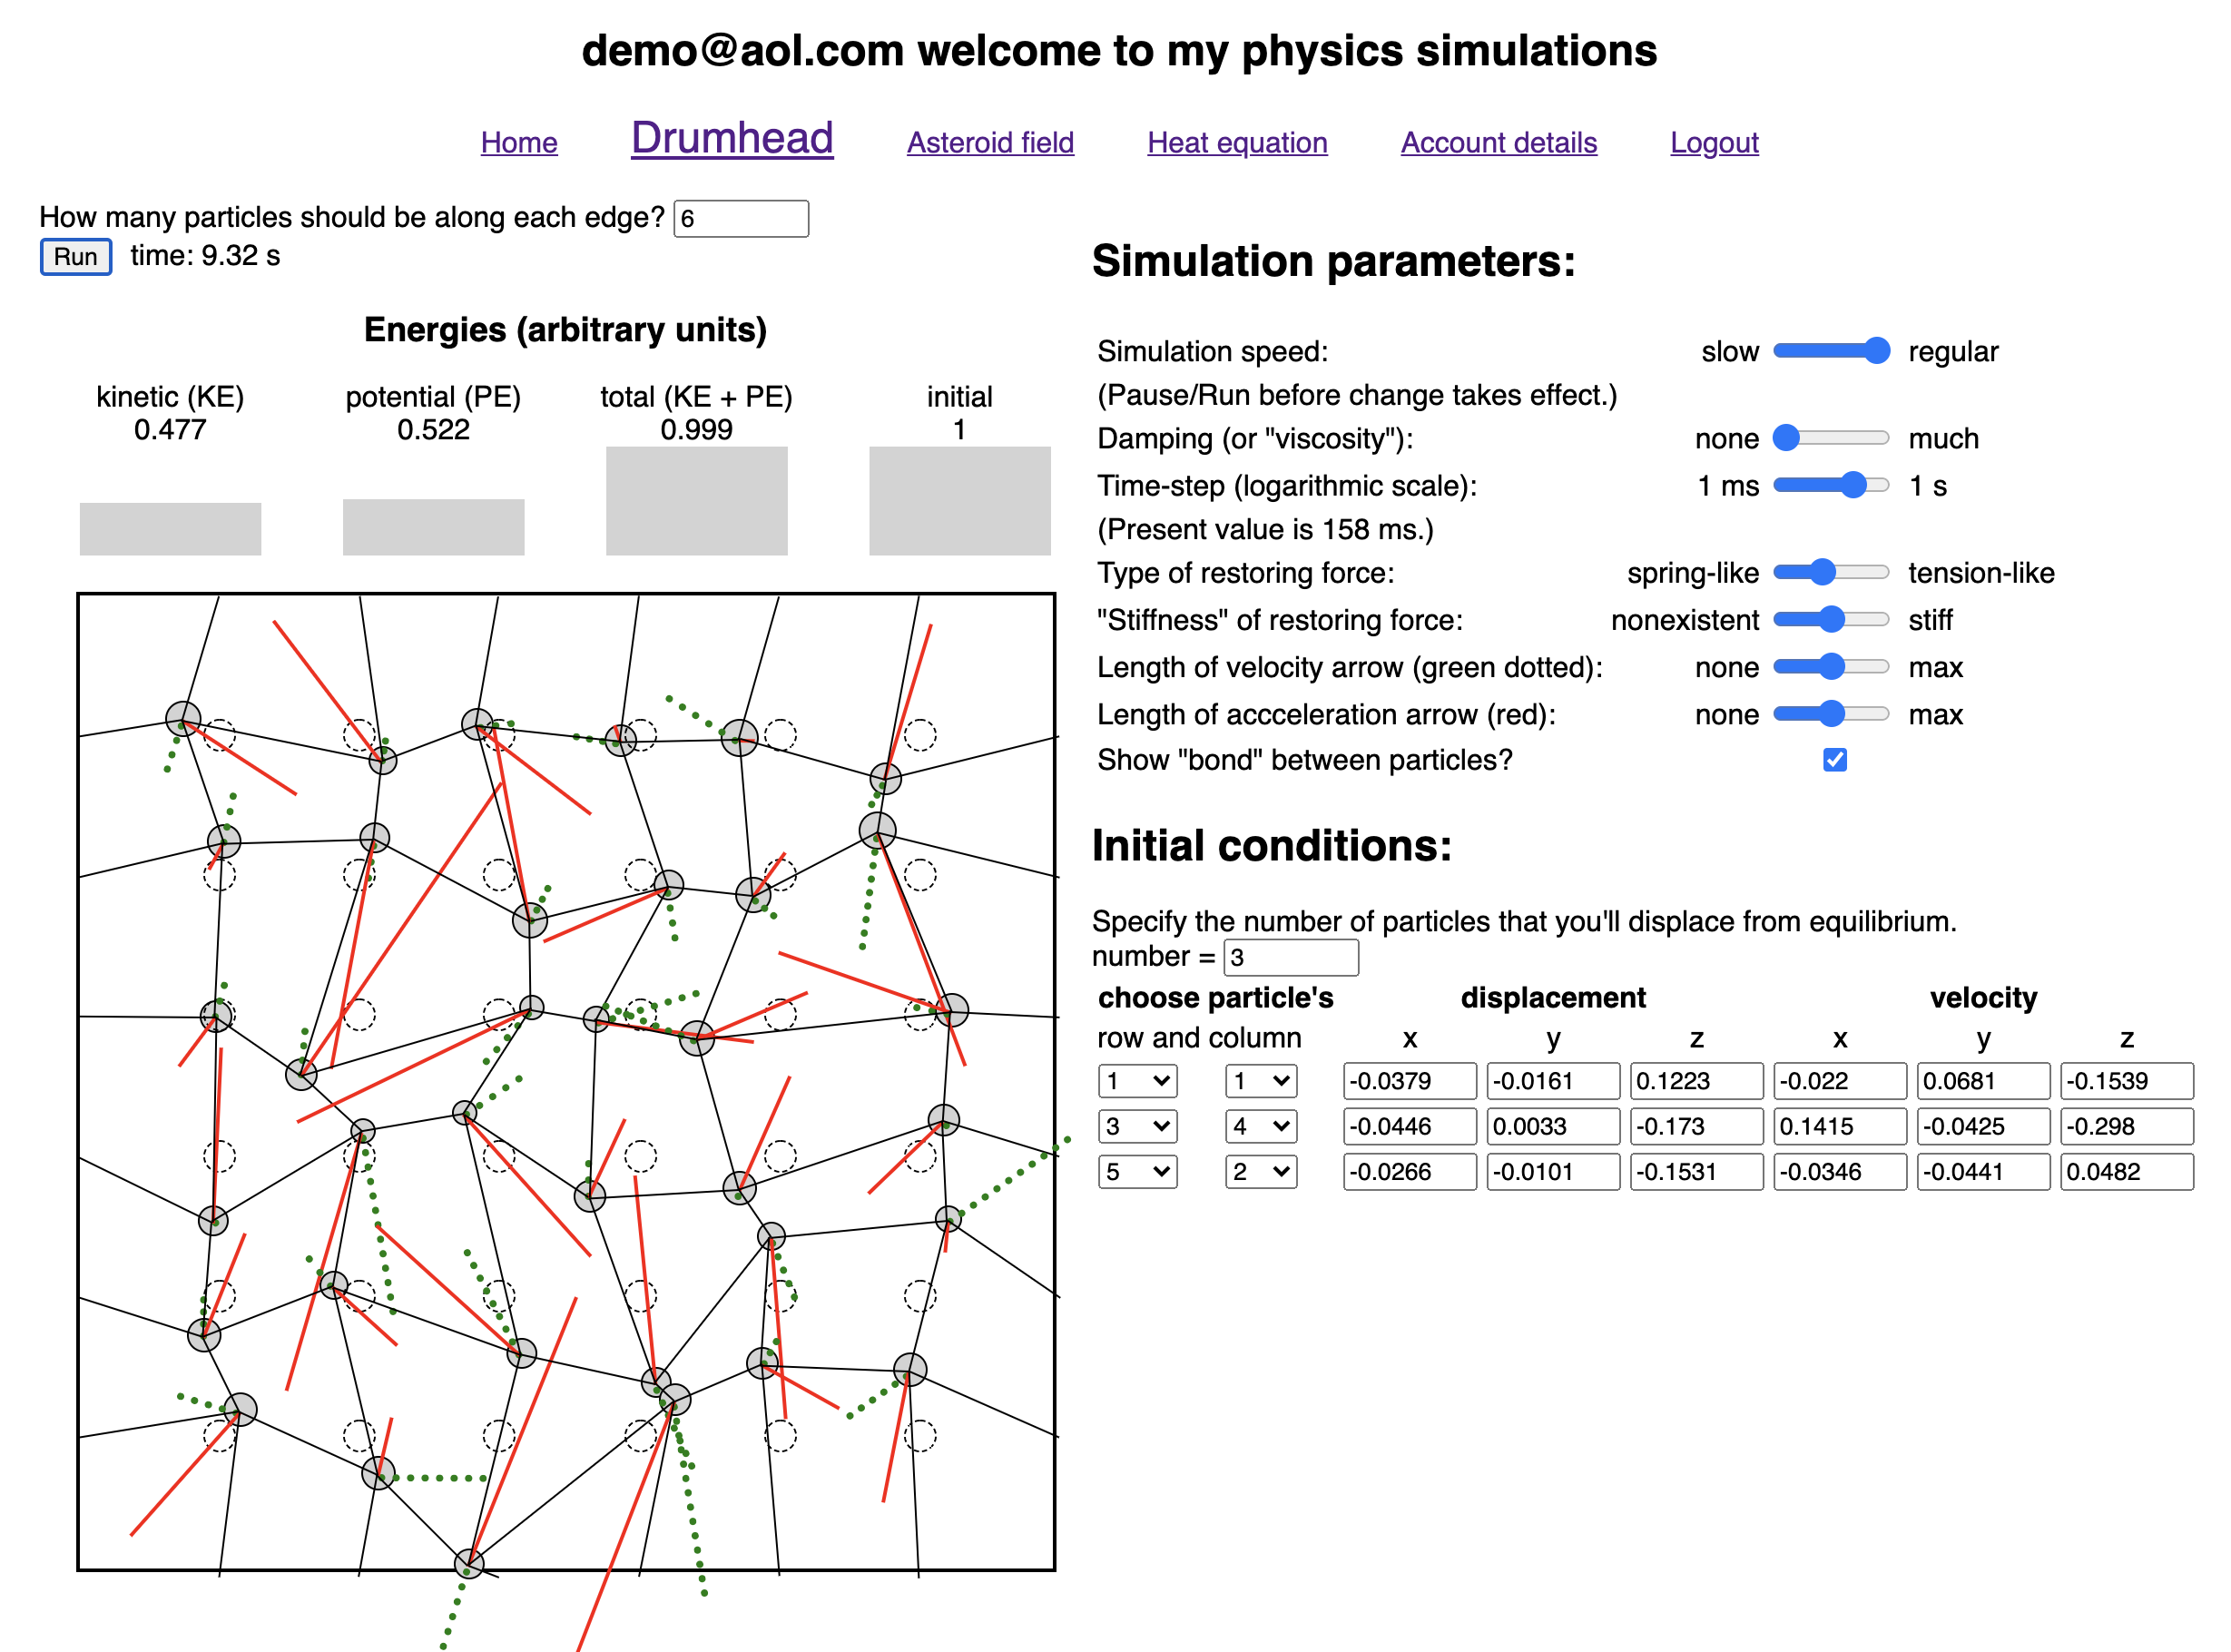 demo@aol.com welcome to my physics simulations
Home Drumhead Asteroid field Heat equation Account details Logout
How many particles should be along each edge? 6
Run time: 9.32 s
Energies (arbitrary units)
kinetic (KE) potential (PE) total (KE + PE) initial
0.477 0.522 0.999 1
Simulation parameters:
Simulation speed: slow regular
(Pause/Run before change takes effect.)
Damping (or "viscosity"): none much
Time-step (logarithmic scale): 1 ms 1 s
(Present value is 158 ms.)
Type of restoring force: spring-like tension-like
"Stiffness" of restoring force: nonexistent stiff
Length of velocity arrow (green dotted): none max
Length of accceleration arrow (red): none max
Show "bond" between particles?
Initial conditions:
Specify the number of particles that you'll displace from equilibrium.
number = 3
choose particle's displacement velocity
row and column x y z x y z
1 1 -0.0379 -0.0161 0.1223 -0.022 0.0681 -0.1539
3 4 -0.0446 0.0033 -0.173 0.1415 -0.0425 -0.298
5 2 -0.0266 -0.0101 -0.1531 -0.0346 -0.0441 0.0482